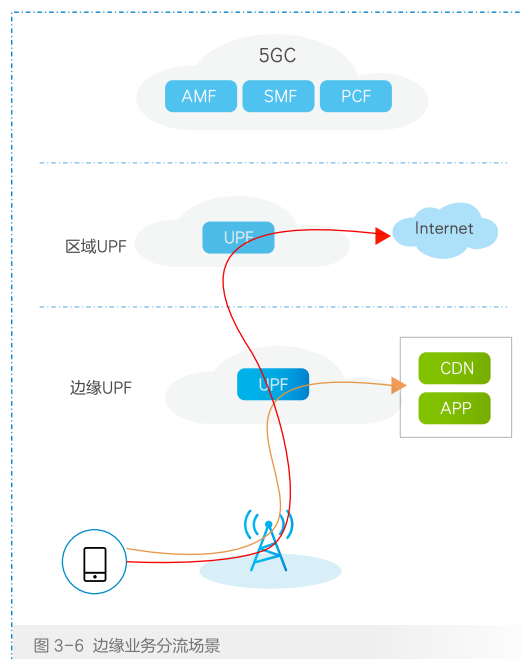 5GC
AMF SMF PCF
区域UPF
UPF
Internet
边缘UPF
UPF
CDN
APP
图 3-6 边缘业务分流场景